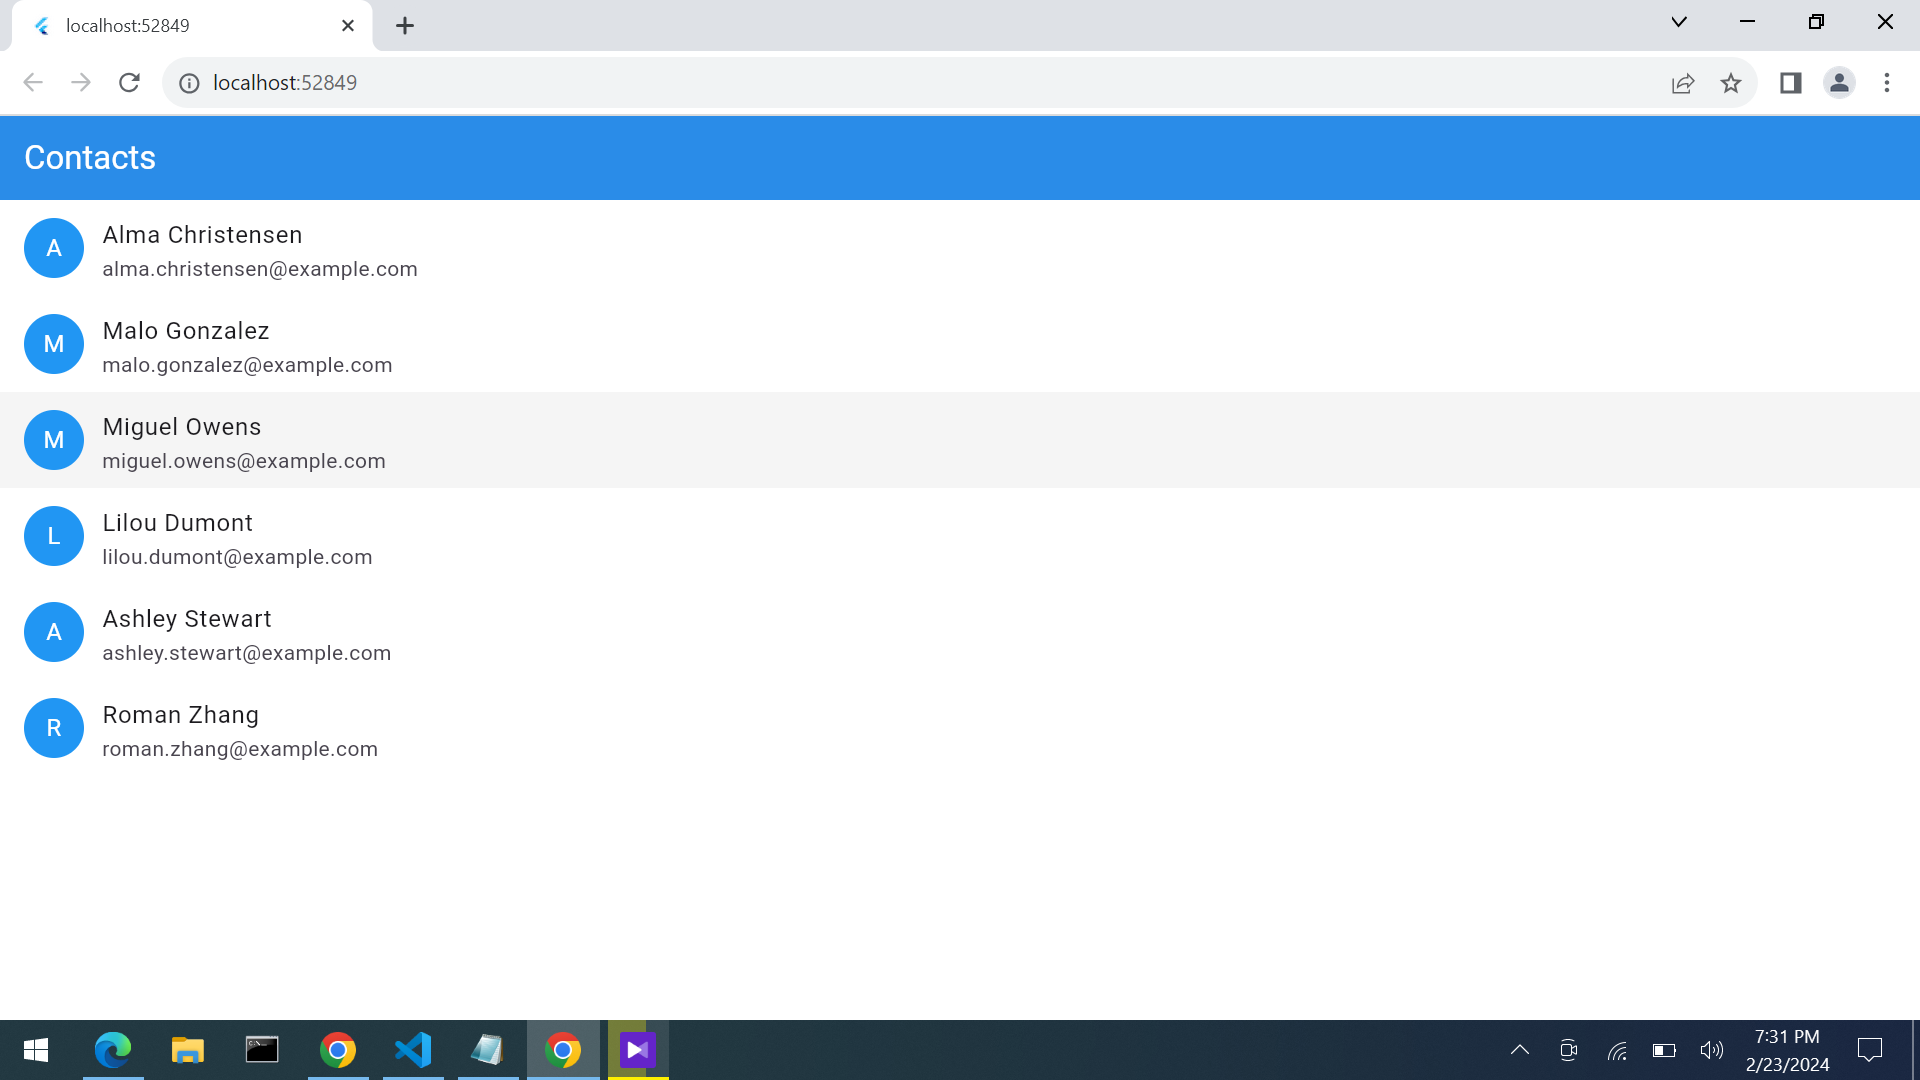 localhost:52849
localhost:52849
Contacts
A
Alma Christensen
alma.christensen@example.com
M
Malo Gonzalez
malo.gonzalez@example.com
M
Miguel Owens
miguel.owens@example.com
L
Lilou Dumont
lilou.dumont@example.com
A
Ashley Stewart
ashley.stewart@example.com
R
Roman Zhang
roman.zhang@example.com
7:31 PM
2/23/2024